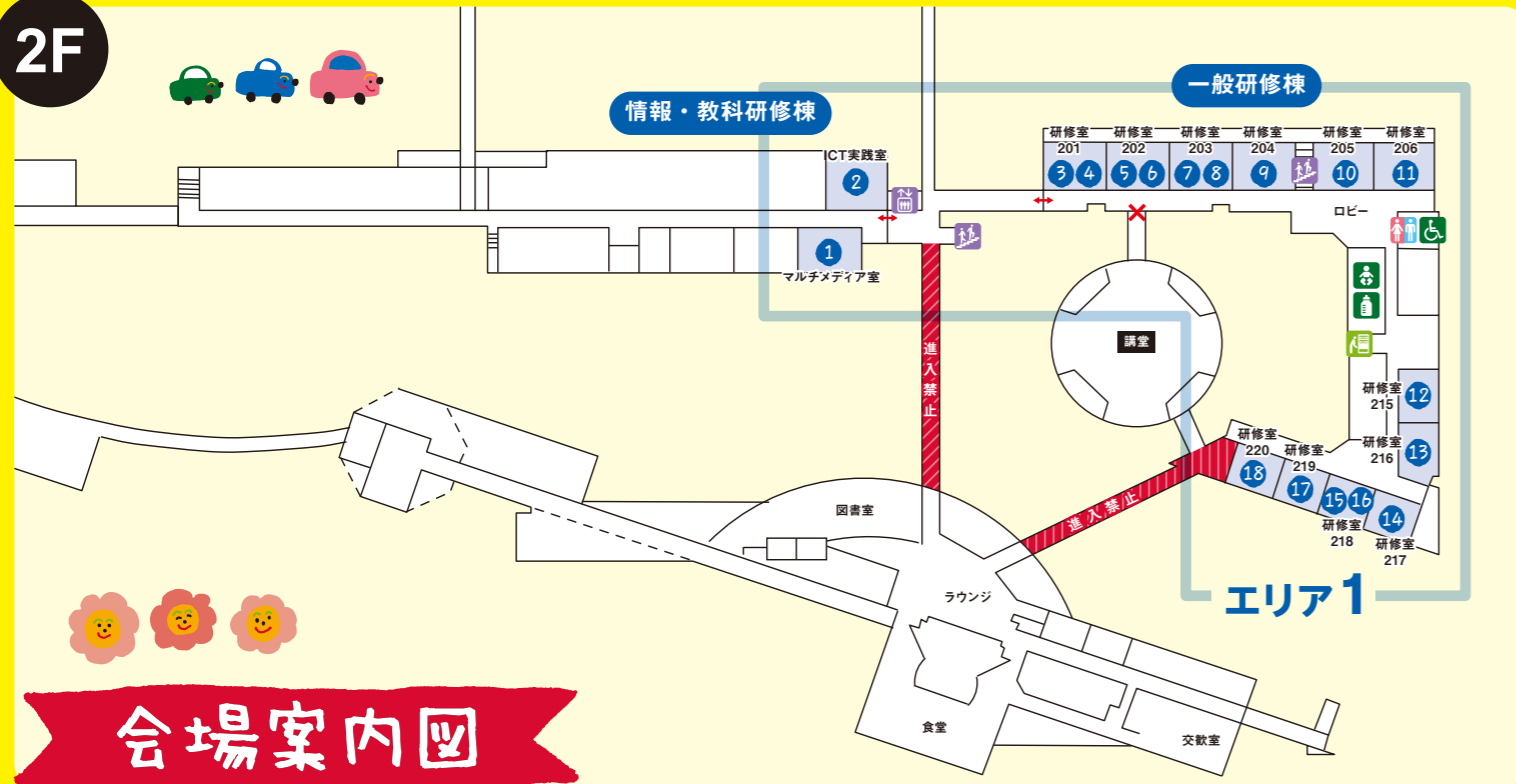 2F
情報・教科研修棟
一般研修棟
ICT実践室
2
1
マルチメディア室
研修室
201
3 4
研修室
202
5 6
研修室
203
7 8
研修室
204
9
研修室
205
10
研修室
206
11
ロビー
講堂
進入禁止
進入禁止
研修室
215
12
研修室
216
13
研修室
220
18
研修室
219
17
15 16
研修室
218
14
研修室
217
エリア1
図書室
ラウンジ
食堂
交歓室
会場案内図